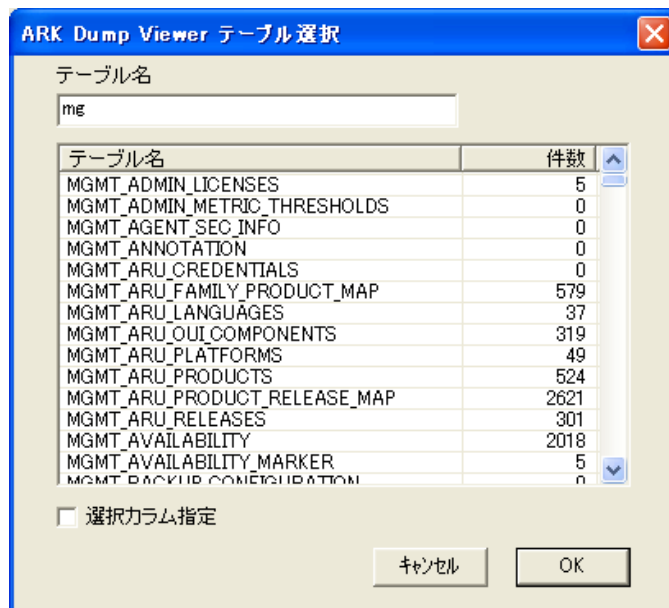 ARK Dump Viewer テーブル選択
テーブル名
mg
テーブル名 件数
MGMT_ADMIN_LICENSES 5
MGMT_ADMIN_METRIC_THRESHOLDS 0
MGMT_AGENT_SEC_INFO 0
MGMT_ANNOTATION 0
MGMT_ARU_CREDENTIALS 0
MGMT_ARU_FAMILY_PRODUCT_MAP 579
MGMT_ARU_LANGUAGES 37
MGMT_ARU_OUI_COMPONENTS 319
MGMT_ARU_PLATFORMS 49
MGMT_ARU_PRODUCTS 524
MGMT_ARU_PRODUCT_RELEASE_MAP 2621
MGMT_ARU_RELEASES 301
MGMT_AVAILABILITY 2018
MGMT_AVAILABILITY_MARKER 5
MGMT_BACKUP_CONFIGURATION 0
選択カラム指定
キャンセル OK